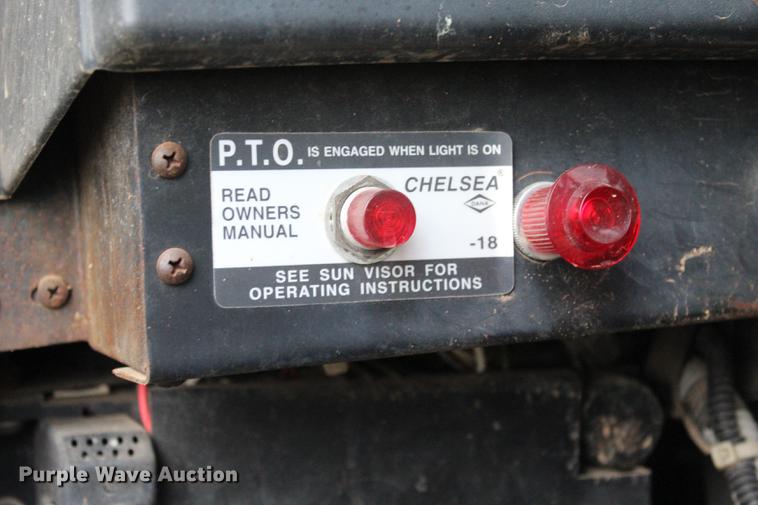 P.T.O. IS ENGAGED WHEN LIGHT IS ON
READ
OWNERS
MANUAL
CHELSEA®
DANA
-18
SEE SUN VISOR FOR
OPERATING INSTRUCTIONS
Purple Wave Auction